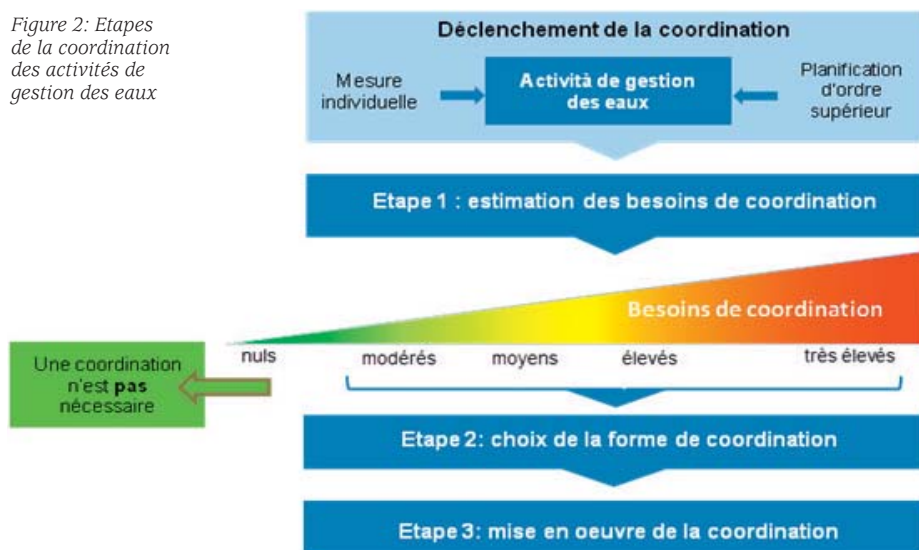 Figure 2: Etapes
de la coordination
des activités de
gestion des eaux
Déclenchement de la coordination
Mesure
individuelle
Actività de gestion
des eaux
Planification
d'ordre
supérieur
Etape 1 : estimation des besoins de coordination
Besoins de coordination
nuls
modérés
moyens
élevés
très élevés
Une coordination
n'est pas
nécessaire
Etape 2: choix de la forme de coordination
Etape 3: mise en oeuvre de la coordination